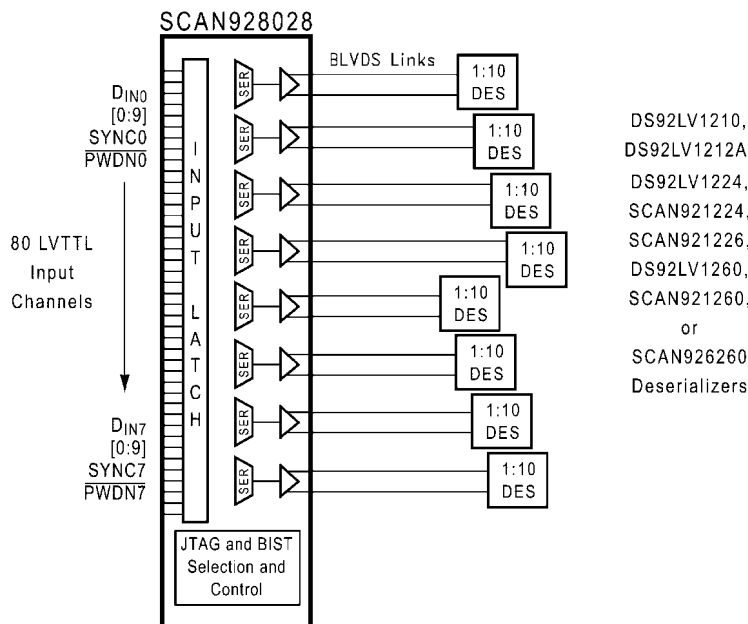 SCAN928028
BLVDS Links
DIN0
[0:9]
SYNC0
PWDN0
80 LVTTL
Input
Channels
DIN7
[0:9]
SYNC7
PWDN7
INPUT LATCH
SER
SER
SER
SER
SER
SER
SER
SER
1:10
DES
1:10
DES
1:10
DES
1:10
DES
1:10
DES
1:10
DES
1:10
DES
1:10
DES
JTAG and BIST
Selection and
Control
DS92LV1210,
DS92LV1212A
DS92LV1224,
SCAN921224,
SCAN921226,
DS92LV1260,
SCAN921260,
or
SCAN926260
Deserializers